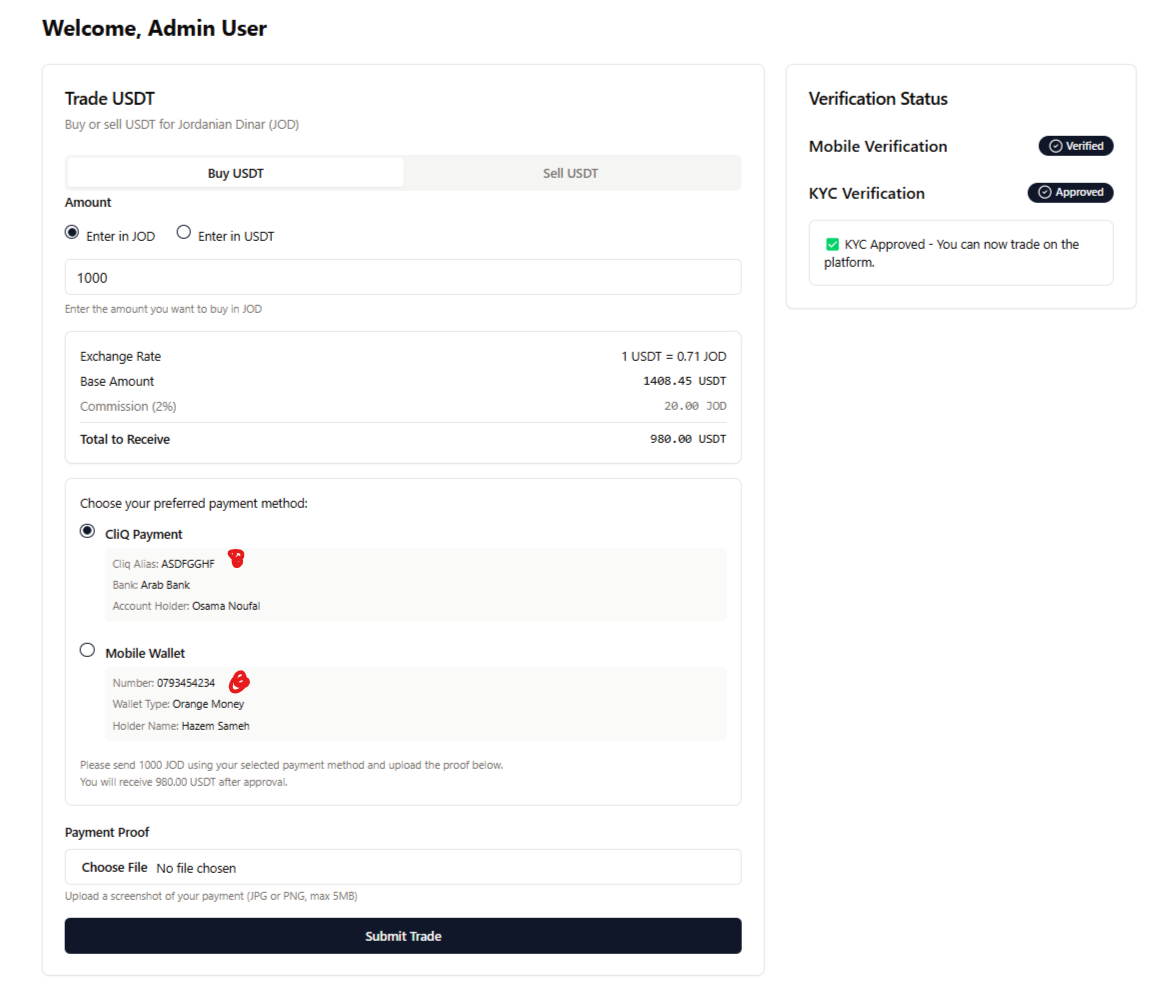 Welcome, Admin User
Trade USDT
Buy or sell USDT for Jordanian Dinar (JOD)
Buy USDT Sell USDT
Amount
Enter in JOD Enter in USDT
1000
Enter the amount you want to buy in JOD
Exchange Rate 1 USDT = 0.71 JOD
Base Amount 1408.45 USDT
Commission (2%) 20.00 JOD
Total to Receive 980.00 USDT
Choose your preferred payment method:
CliQ Payment
Cliq Alias: ASDFGGHF
Bank: Arab Bank
Account Holder: Osama Noufal
Mobile Wallet
Number: 0793454234
Wallet Type: Orange Money
Holder Name: Hazem Sameh
Please send 1000 JOD using your selected payment method and upload the proof below.
You will receive 980.00 USDT after approval.
Payment Proof
Choose File No file chosen
Upload a screenshot of your payment (JPG or PNG, max 5MB)
Submit Trade
Verification Status
Mobile Verification Verified
KYC Verification Approved
✅ KYC Approved - You can now trade on the
platform.